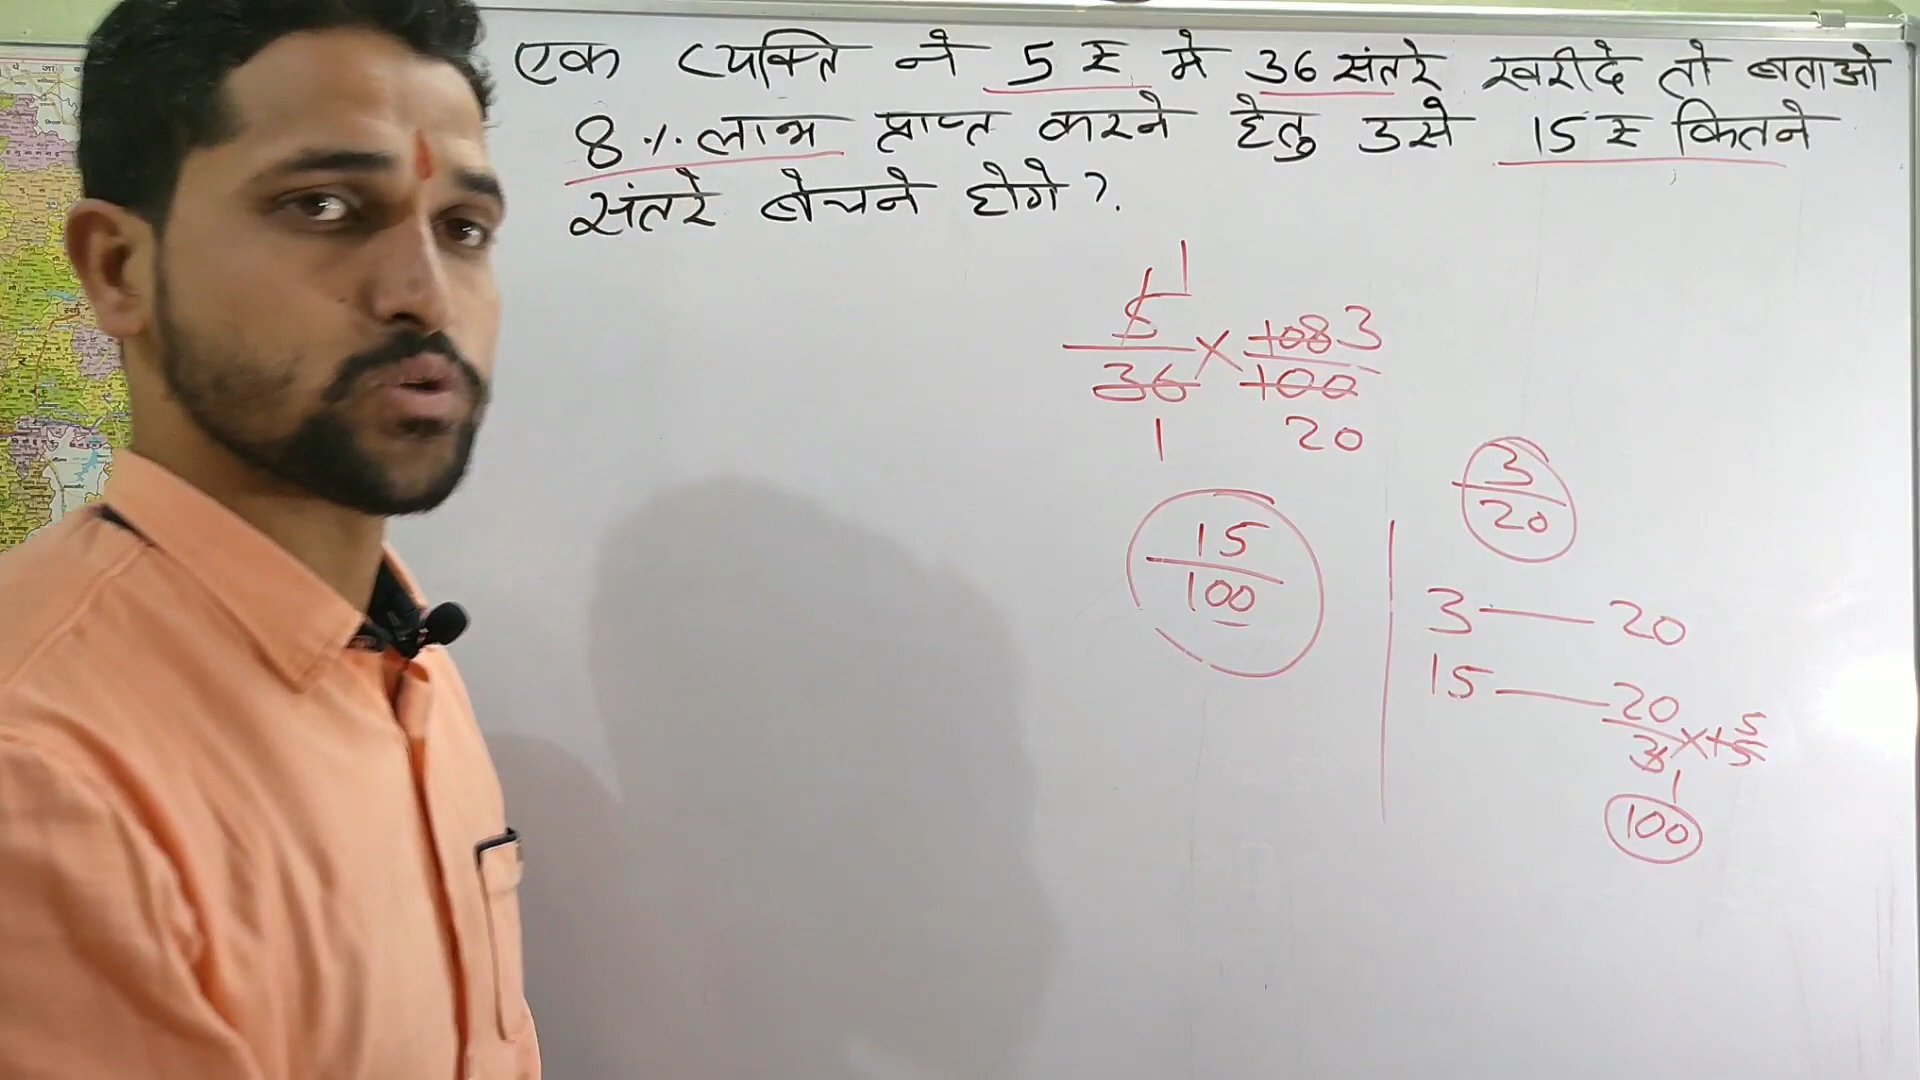 एक व्यक्ति ने 5 रु मे 36 संतरे खरीदे तो बताओ
8 % लाभ प्राप्त करने हेतु उसे 15 रु कितने
संतरे बेचने होगे ?
1
5 × 108 3
36 100
1 20
3
20
15
100
3 — 20
15 — 20
3 × 15 5
1
100